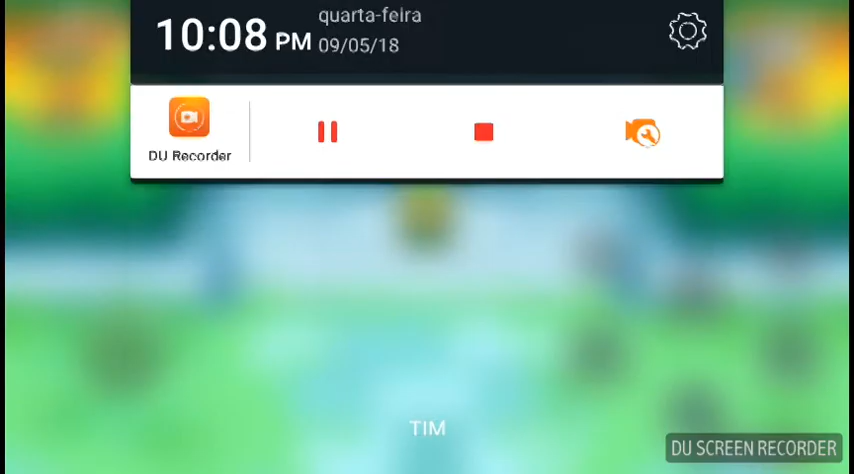 10:08 PM
quarta-feira
09/05/18
DU Recorder
TIM
DU SCREEN RECORDER